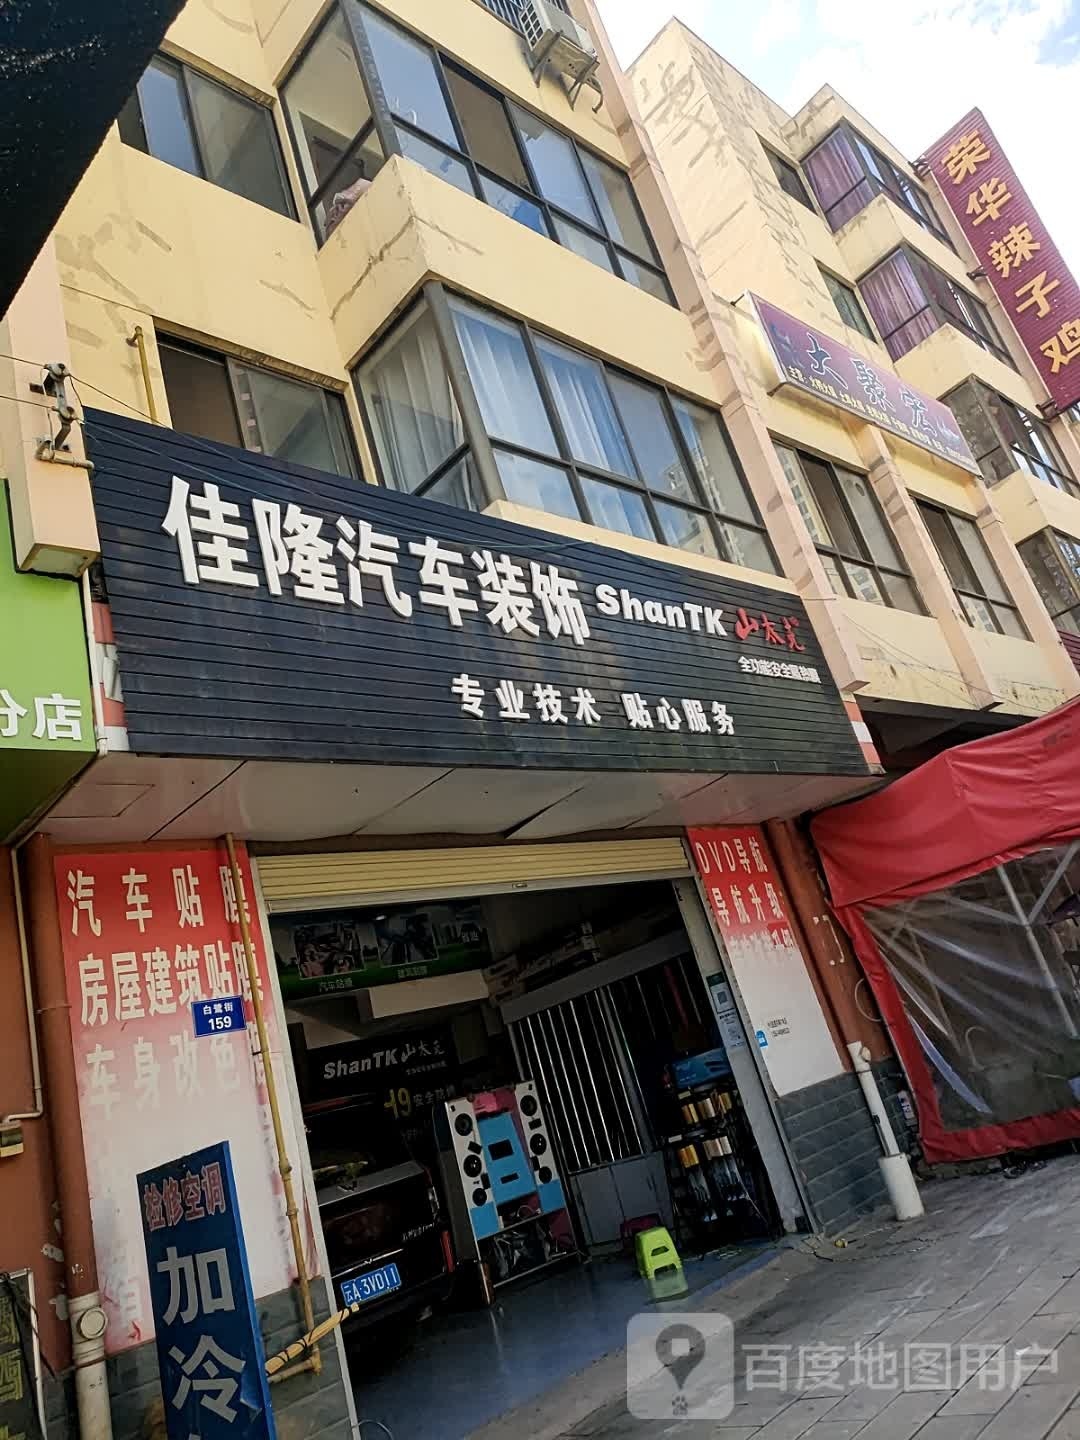 荣华辣子鸡
佳隆汽车装饰 ShanTK 山太克
专业技术 贴心服务
分店
汽车贴膜
房屋建筑贴膜
车身改色
白鹭街
159
DVD导航
导航升级
汽车贴膜
建筑贴膜
ShanTK 山太克
检修空调
加冷
云A·3YD11
百度地图用户